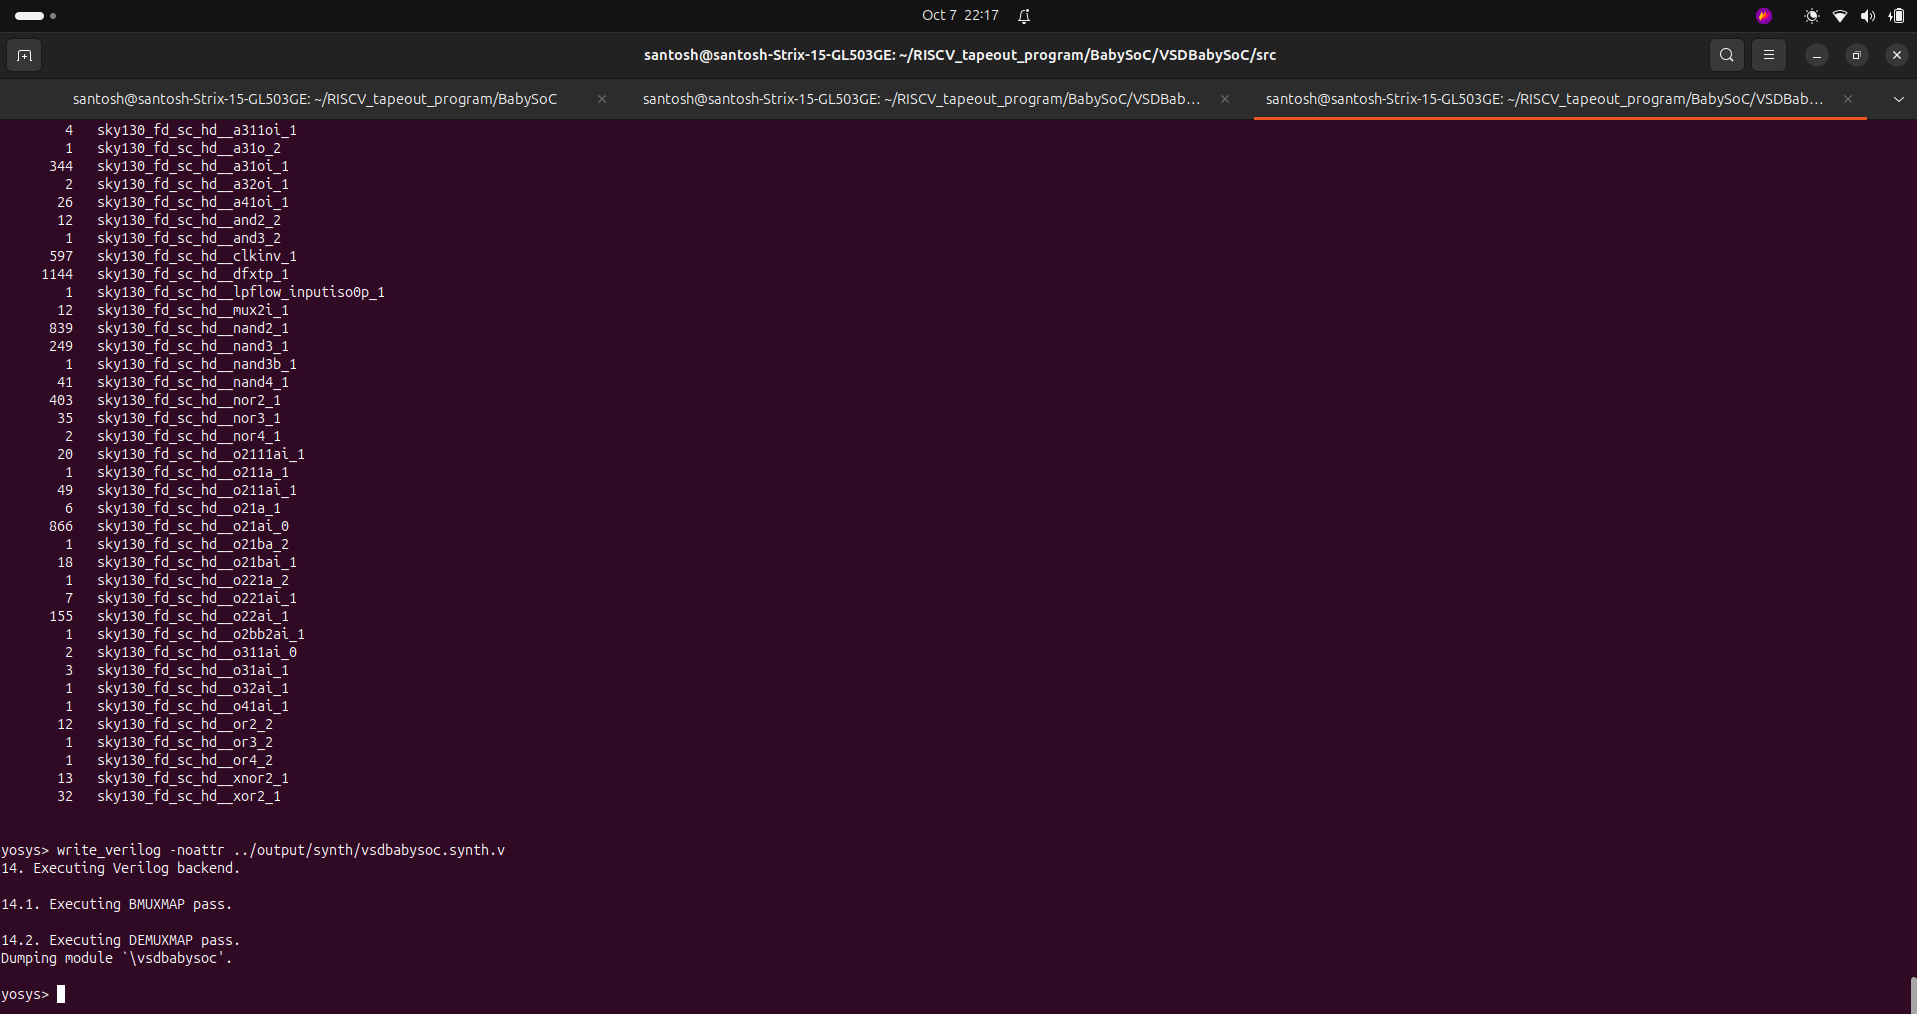 Oct 7 22:17
santosh@santosh-Strix-15-GL503GE: ~/RISCV_tapeout_program/BabySoC/VSDBabySoC/src
santosh@santosh-Strix-15-GL503GE: ~/RISCV_tapeout_program/BabySoC
santosh@santosh-Strix-15-GL503GE: ~/RISCV_tapeout_program/BabySoC/VSDBab...
santosh@santosh-Strix-15-GL503GE: ~/RISCV_tapeout_program/BabySoC/VSDBab...
4 sky130_fd_sc_hd__a311oi_1
1 sky130_fd_sc_hd__a31o_2
344 sky130_fd_sc_hd__a31oi_1
2 sky130_fd_sc_hd__a32oi_1
26 sky130_fd_sc_hd__a41oi_1
12 sky130_fd_sc_hd__and2_2
1 sky130_fd_sc_hd__and3_2
597 sky130_fd_sc_hd__clkinv_1
1144 sky130_fd_sc_hd__dfxtp_1
1 sky130_fd_sc_hd__lpflow_inputiso0p_1
12 sky130_fd_sc_hd__mux2i_1
839 sky130_fd_sc_hd__nand2_1
249 sky130_fd_sc_hd__nand3_1
1 sky130_fd_sc_hd__nand3b_1
41 sky130_fd_sc_hd__nand4_1
403 sky130_fd_sc_hd__nor2_1
35 sky130_fd_sc_hd__nor3_1
2 sky130_fd_sc_hd__nor4_1
20 sky130_fd_sc_hd__o2111ai_1
1 sky130_fd_sc_hd__o211a_1
49 sky130_fd_sc_hd__o211ai_1
6 sky130_fd_sc_hd__o21a_1
866 sky130_fd_sc_hd__o21ai_0
1 sky130_fd_sc_hd__o21ba_2
18 sky130_fd_sc_hd__o21bai_1
1 sky130_fd_sc_hd__o221a_2
7 sky130_fd_sc_hd__o221ai_1
155 sky130_fd_sc_hd__o22ai_1
1 sky130_fd_sc_hd__o2bb2ai_1
2 sky130_fd_sc_hd__o311ai_0
3 sky130_fd_sc_hd__o31ai_1
1 sky130_fd_sc_hd__o32ai_1
1 sky130_fd_sc_hd__o41ai_1
12 sky130_fd_sc_hd__or2_2
1 sky130_fd_sc_hd__or3_2
1 sky130_fd_sc_hd__or4_2
13 sky130_fd_sc_hd__xnor2_1
32 sky130_fd_sc_hd__xor2_1
yosys> write_verilog -noattr ../output/synth/vsdbabysoc.synth.v
14. Executing Verilog backend.
14.1. Executing BMUXMAP pass.
14.2. Executing DEMUXMAP pass.
Dumping module `\vsdbabysoc'.
yosys>